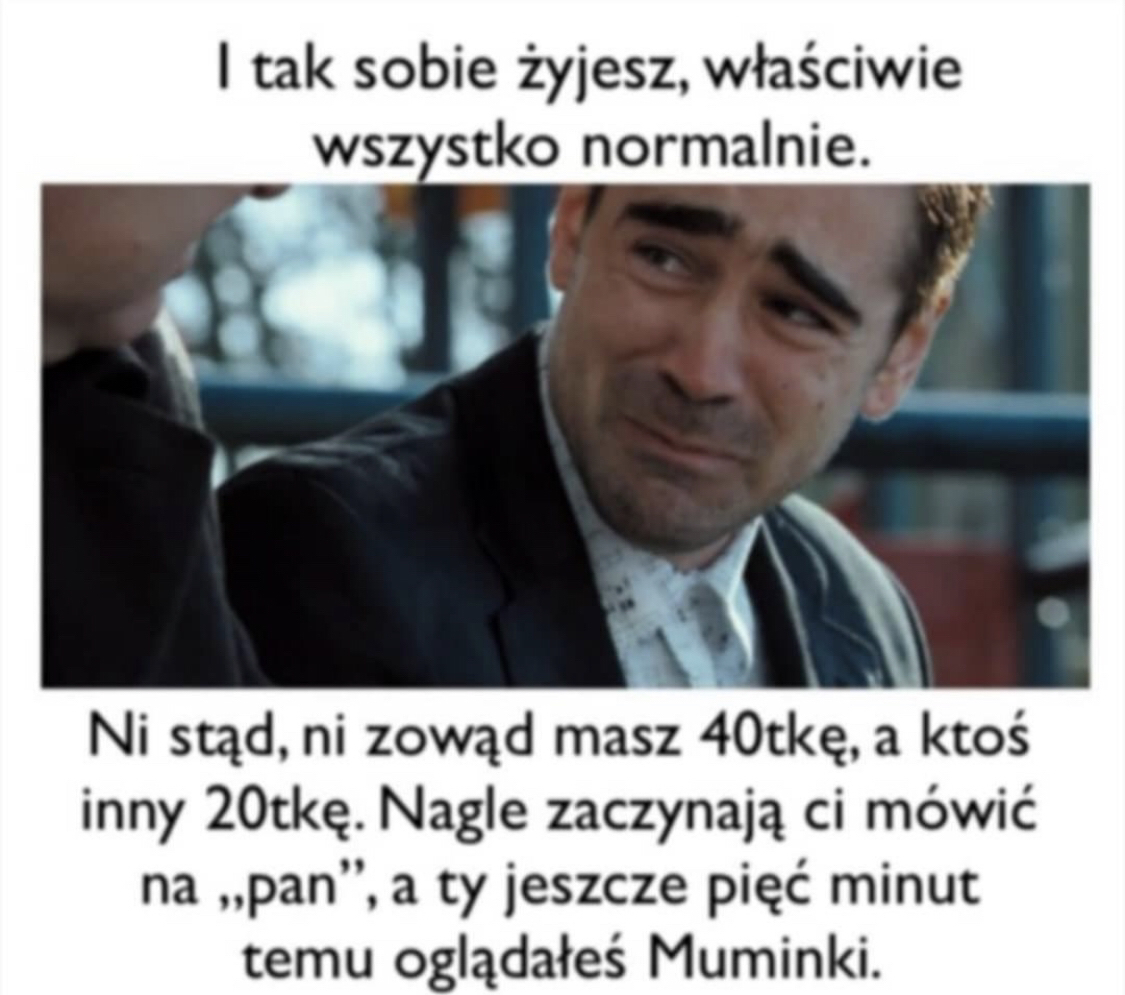 I tak sobie żyjesz, właściwie
wszystko normalnie.
Ni stąd, ni zowąd masz 40tkę, a ktoś
inny 20tkę. Nagle zaczynają ci mówić
na „pan”, a ty jeszcze pięć minut
temu oglądałeś Muminki.